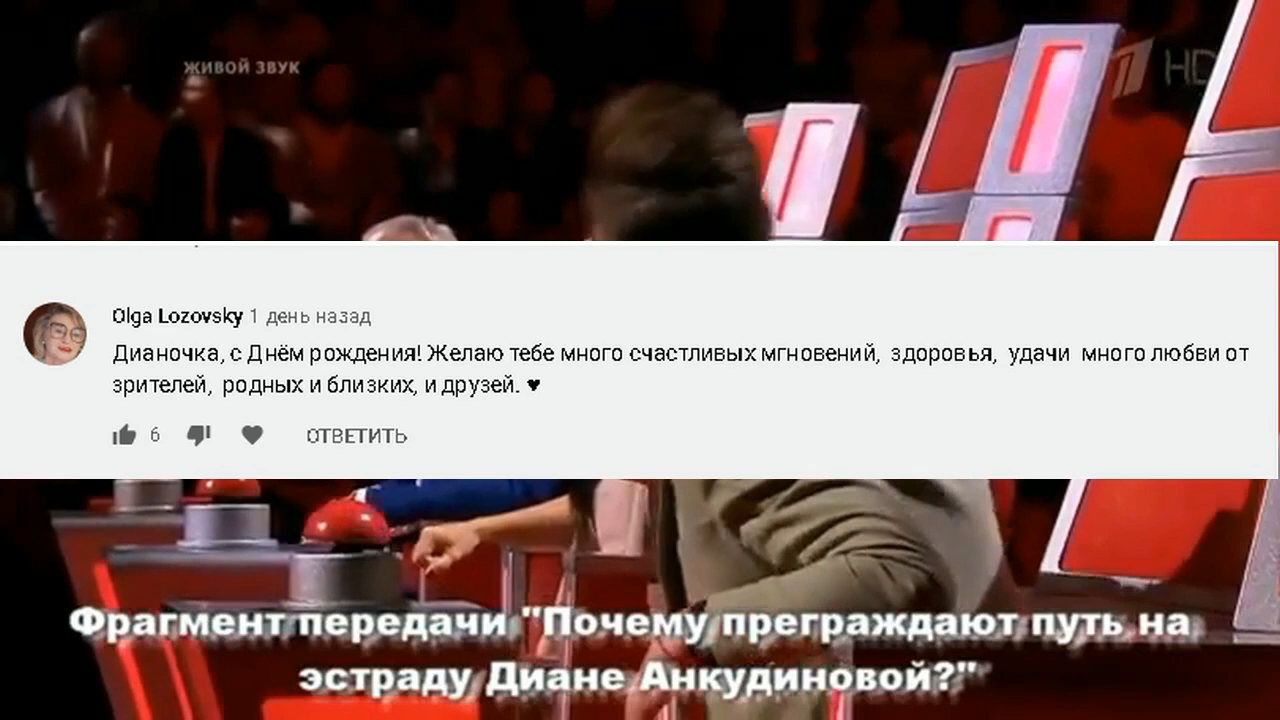 ЖИВОЙ ЗВУК
HD
Olga Lozovsky 1 день назад
Дианочка, с Днём рождения! Желаю тебе много счастливых мгновений, здоровья, удачи много любви от
зрителей, родных и близких, и друзей. ♥
6
ОТВЕТИТЬ
Фрагмент передачи "Почему преграждают путь на
эстраду Диане Анкудиновой?"